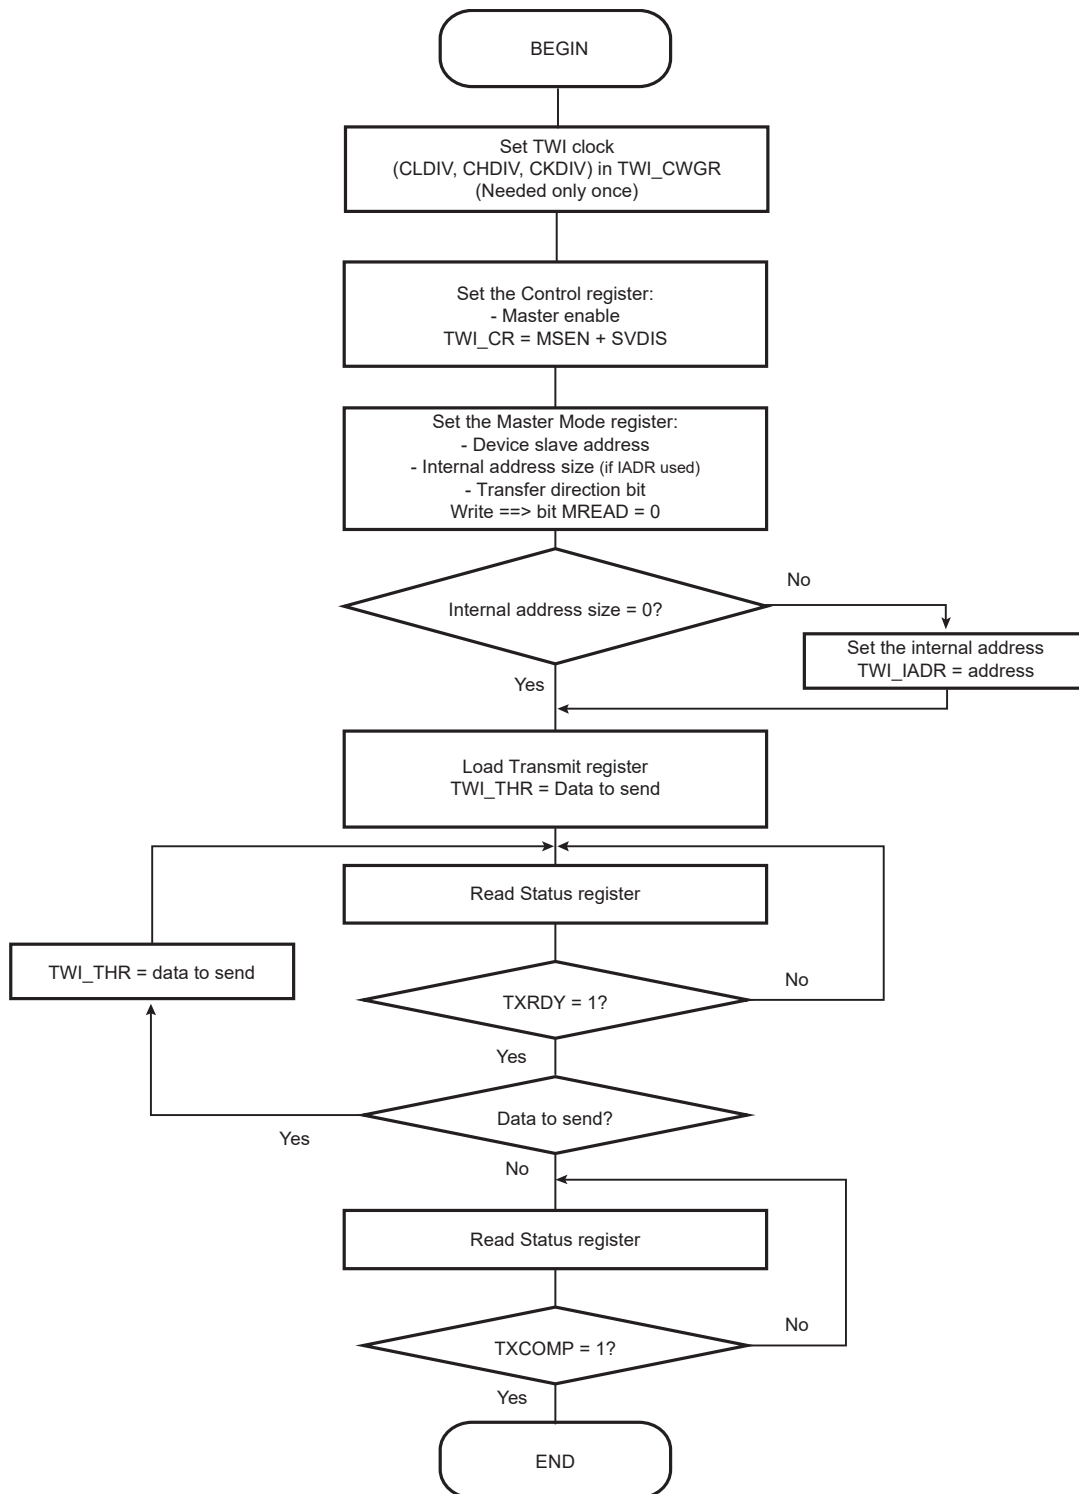 BEGIN
Set TWI clock
(CLDIV, CHDIV, CKDIV) in TWI_CWGR
(Needed only once)
Set the Control register:
- Master enable
TWI_CR = MSEN + SVDIS
Set the Master Mode register:
- Device slave address
- Internal address size (if IADR used)
- Transfer direction bit
Write ==> bit MREAD = 0
No
Internal address size = 0?
Set the internal address
TWI_IADR = address
Yes
Load Transmit register
TWI_THR = Data to send
Read Status register
TWI_THR = data to send
No
TXRDY = 1?
Yes
Data to send?
Yes
No
Read Status register
No
TXCOMP = 1?
Yes
END